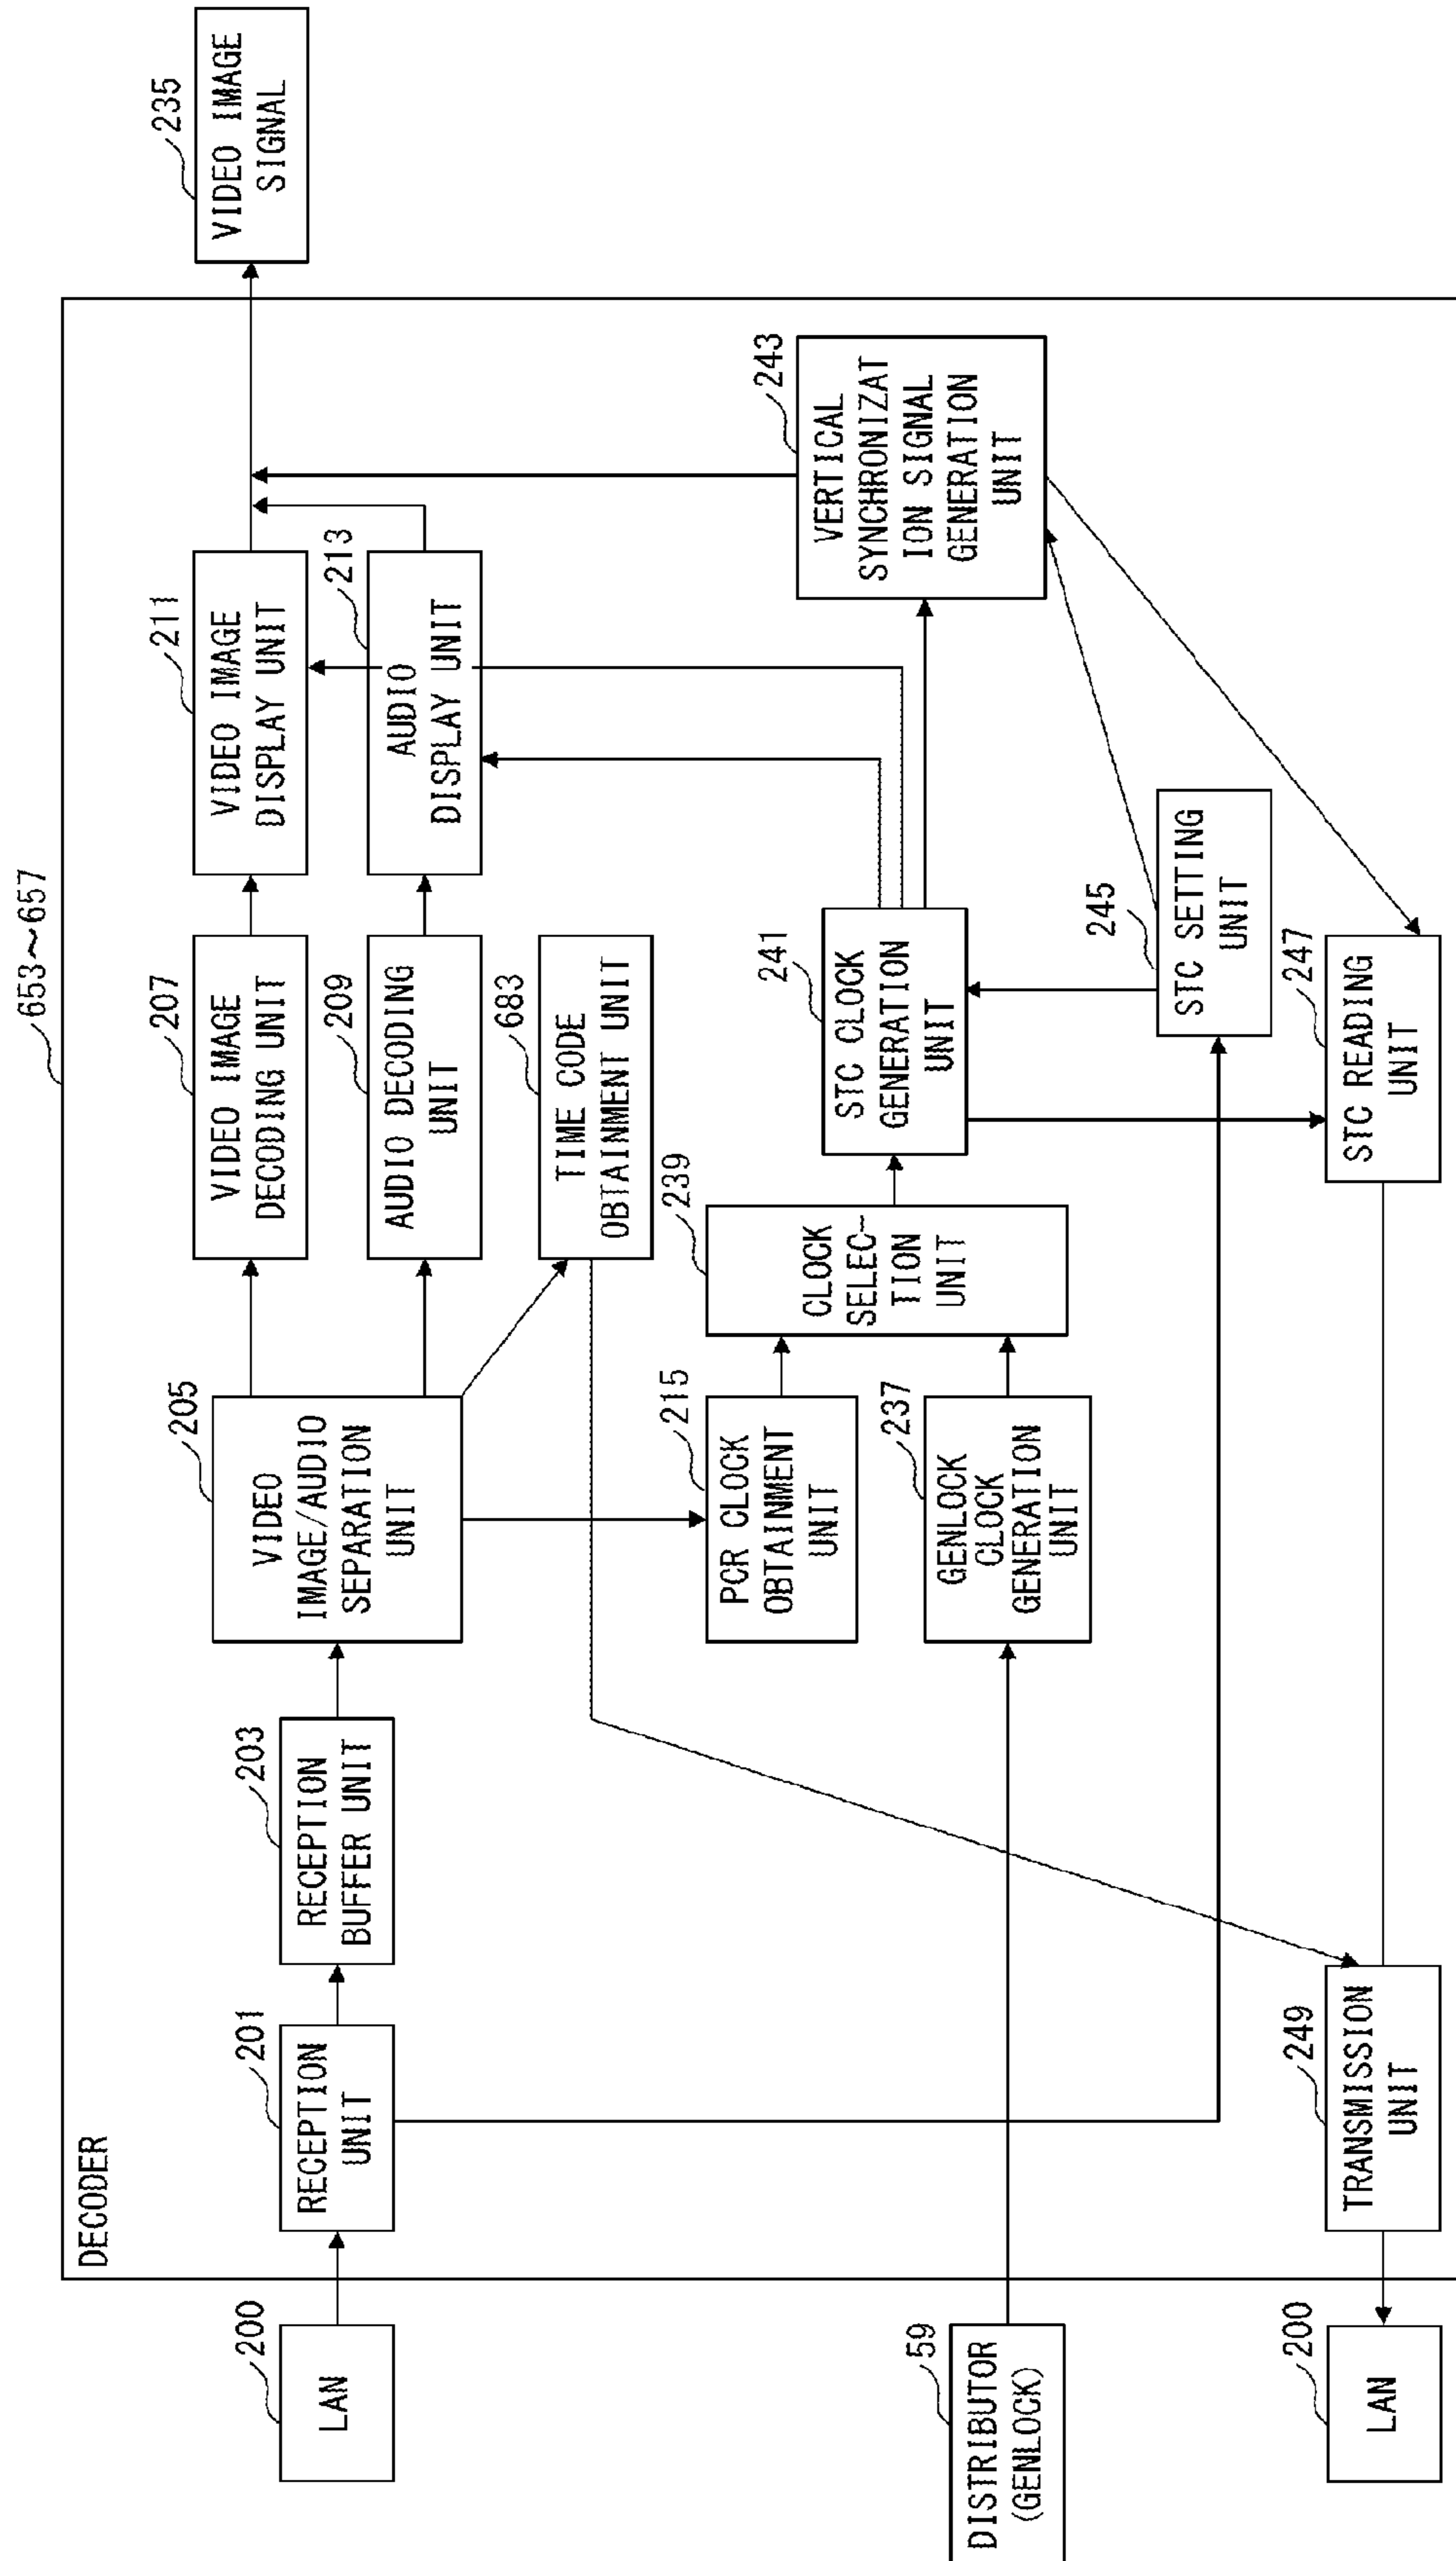 653~657
DECODER
200
LAN
201
RECEPTION
UNIT
203
RECEPTION
BUFFER UNIT
205
VIDEO
IMAGE/AUDIO
SEPARATION
UNIT
207
VIDEO IMAGE
DECODING UNIT
211
VIDEO IMAGE
DISPLAY UNIT
235
VIDEO IMAGE
SIGNAL
209
AUDIO DECODING
UNIT
213
AUDIO
DISPLAY UNIT
683
TIME CODE
OBTAINMENT UNIT
215
PCR CLOCK
OBTAINMENT
UNIT
239
CLOCK
SELEC-
TION
UNIT
241
STC CLOCK
GENERATION
UNIT
243
VERTICAL
SYNCHRONIZAT
ION SIGNAL
GENERATION
UNIT
59
DISTRIBUTOR
(GENLOCK)
237
GENLOCK
CLOCK
GENERATION
UNIT
245
STC SETTING
UNIT
200
LAN
249
TRANSMISSION
UNIT
247
STC READING
UNIT